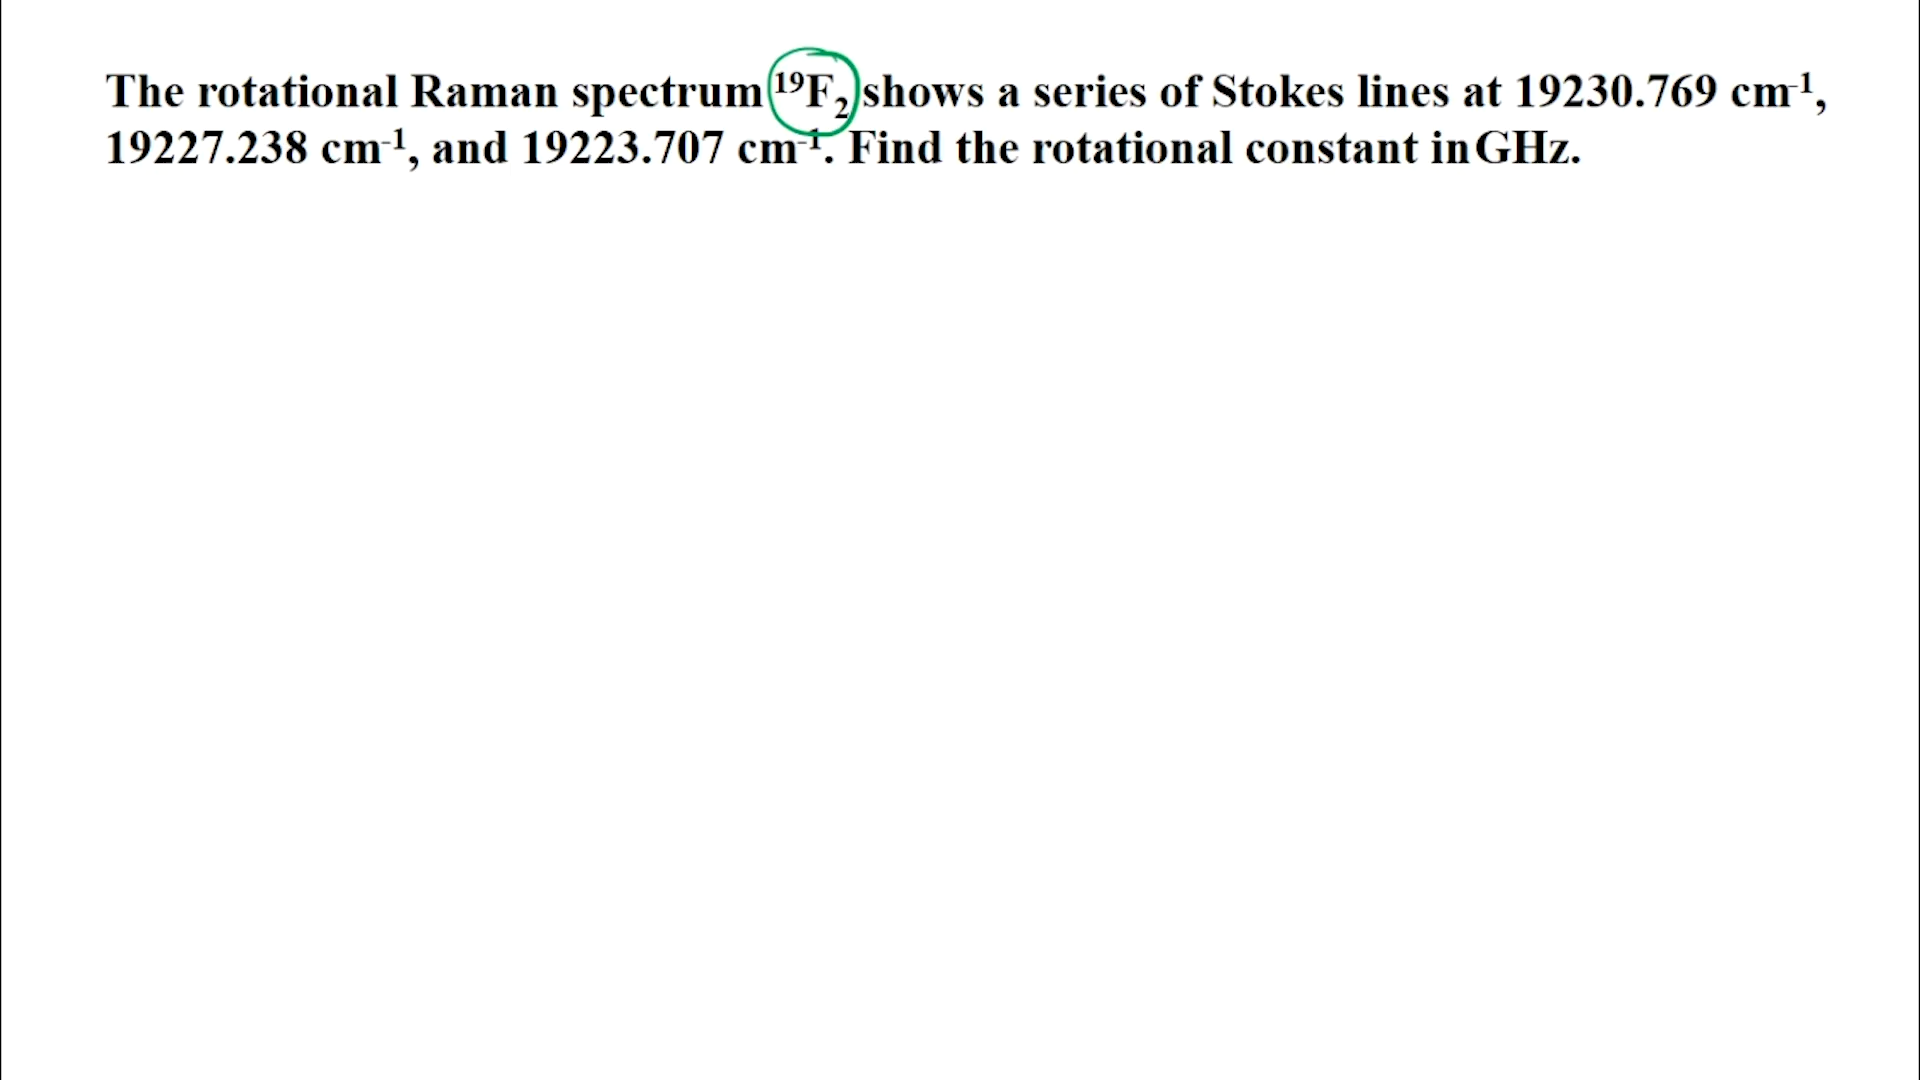 The rotational Raman spectrum ¹⁹F₂ shows a series of Stokes lines at 19230.769 cm⁻¹,
19227.238 cm⁻¹, and 19223.707 cm⁻¹. Find the rotational constant in GHz.